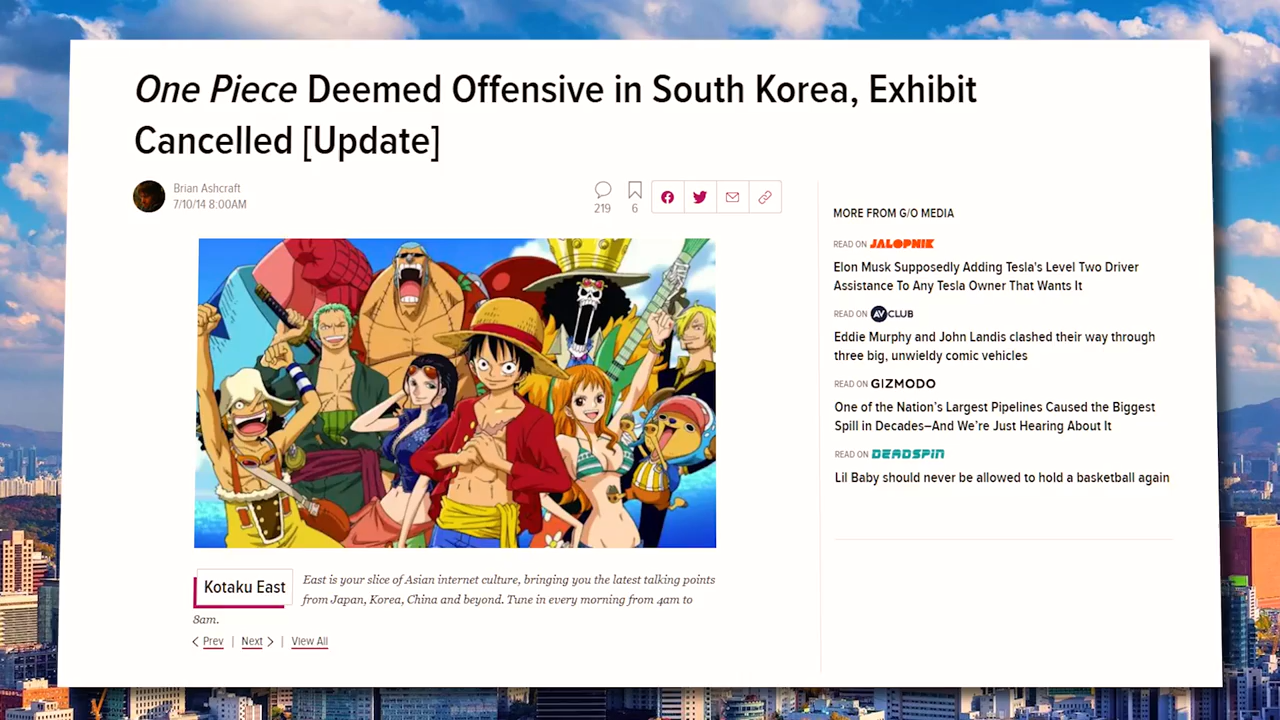 One Piece Deemed Offensive in South Korea, Exhibit
Cancelled [Update]
Brian Ashcraft
7/10/14 8:00AM
219
6
Kotaku East
East is your slice of Asian internet culture, bringing you the latest talking points
from Japan, Korea, China and beyond. Tune in every morning from 4am to
8am.
Prev | Next | View All
MORE FROM G/O MEDIA
READ ON JALOPNIK
Elon Musk Supposedly Adding Tesla's Level Two Driver
Assistance To Any Tesla Owner That Wants It
READ ON AV CLUB
Eddie Murphy and John Landis clashed their way through
three big, unwieldy comic vehicles
READ ON GIZMODO
One of the Nation's Largest Pipelines Caused the Biggest
Spill in Decades–And We're Just Hearing About It
READ ON DEADSPIN
Lil Baby should never be allowed to hold a basketball again